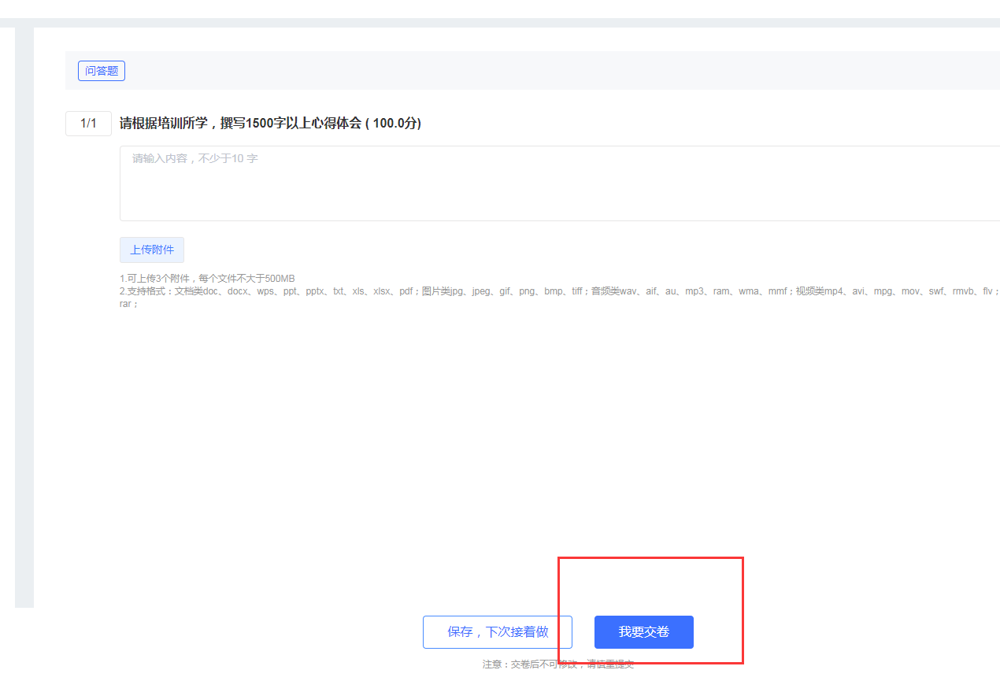 问答题
1/1
请根据培训所学，撰写1500字以上心得体会 ( 100.0分)
请输入内容，不少于10 字
上传附件
1.可上传3个附件，每个文件不大于500MB
2.支持格式：文档类doc、docx、wps、ppt、pptx、txt、xls、xlsx、pdf；图片类jpg、jpeg、gif、png、bmp、tiff；音频类wav、aif、au、mp3、ram、wma、mmf；视频类mp4、avi、mpg、mov、swf、rmvb、flv；
rar；
保存，下次接着做
我要交卷
注意：交卷后不可修改，请慎重提交